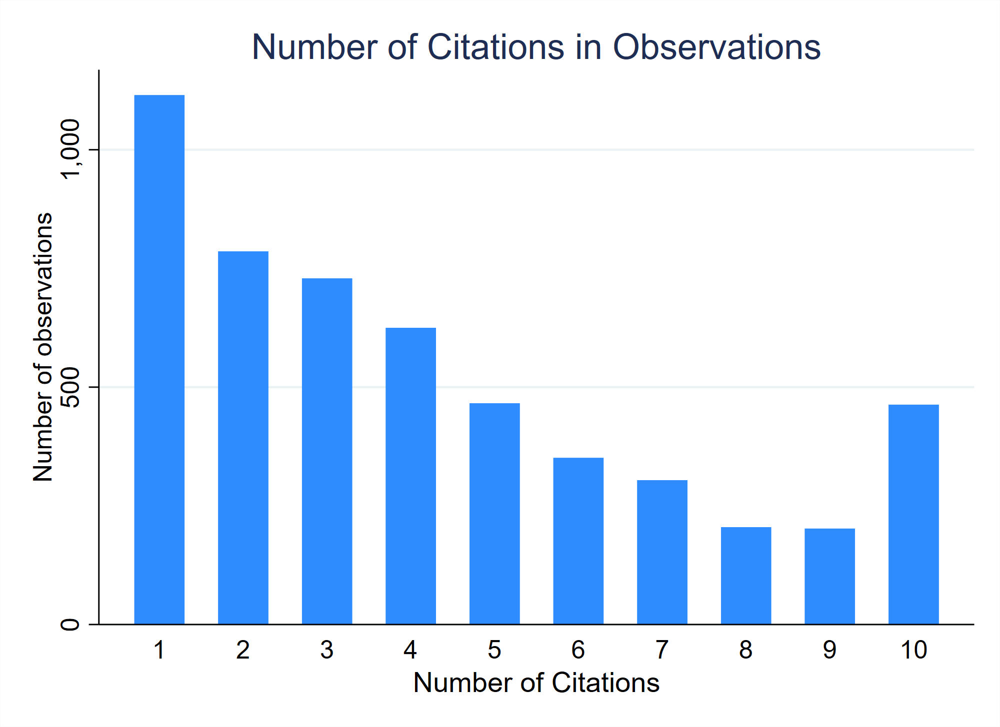 Number of Citations in Observations
Number of observations
1,000
500
0
1 2 3 4 5 6 7 8 9 10
Number of Citations